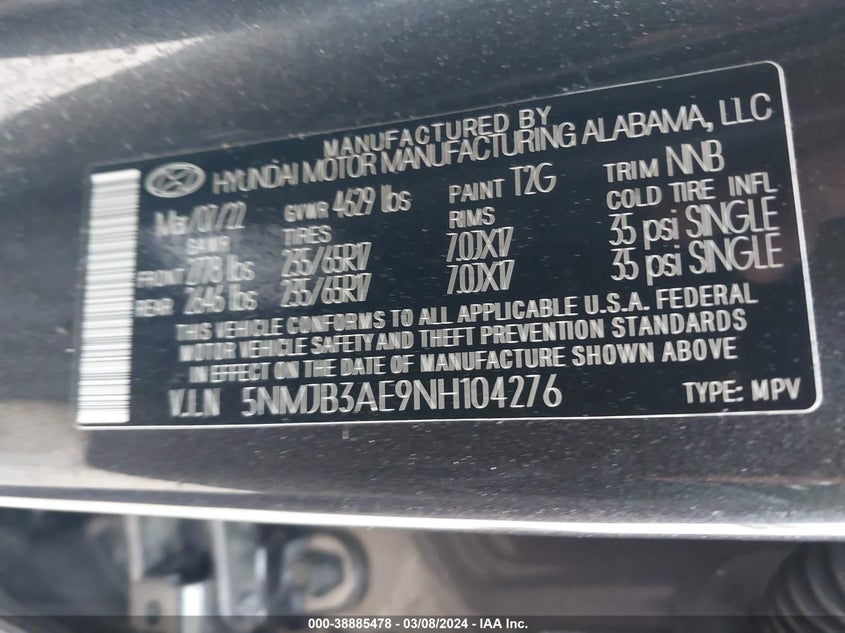 MANUFACTURED BY
HYUNDAI MOTOR MANUFACTURING ALABAMA, LLC
Mar/07/22 GVWR 4629 lbs PAINT T2G TRIM NNB
GAWR TIRES RIMS COLD TIRE INFL
FRONT 2778 lbs 235/65R17 7.0JX17 35 psi SINGLE
REAR 2646 lbs 235/65R17 7.0JX17 35 psi SINGLE
THIS VEHICLE CONFORMS TO ALL APPLICABLE U.S.A. FEDERAL
MOTOR VEHICLE SAFETY AND THEFT PREVENTION STANDARDS
IN EFFECT ON THE DATE OF MANUFACTURE SHOWN ABOVE
V.I.N 5NMJB3AE9NH104276 TYPE: MPV
000-38885478 - 03/08/2024 - IAA Inc.